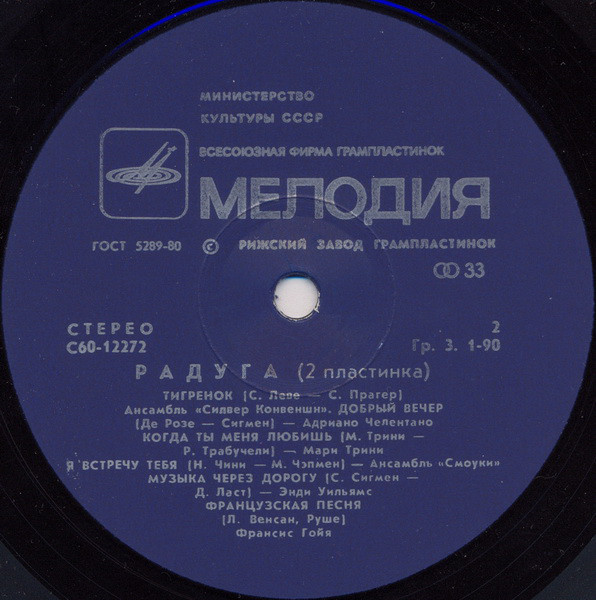 МИНИСТЕРСТВО
КУЛЬТУРЫ СССР
ВСЕСОЮЗНАЯ ФИРМА ГРАМПЛАСТИНОК
МЕЛОДИЯ
ГОСТ 5289-80 © РИЖСКИЙ ЗАВОД ГРАМПЛАСТИНОК
33
СТЕРЕО 2
С60-12272 Гр. 3. 1-90
РАДУГА (2 пластинка)
ТИГРЕНОК [С. Леве — С. Прагер]
Ансамбль «Силвер Конвеншн». ДОБРЫЙ ВЕЧЕР
[Де Розе — Сигмен] — Адриано Челентано
КОГДА ТЫ МЕНЯ ЛЮБИШЬ [М. Трини —
Р. Трабучели] — Мари Трини
Я ВСТРЕЧУ ТЕБЯ [Н. Чини — М. Чэпмен] — Ансамбль «Смоуки»
МУЗЫКА ЧЕРЕЗ ДОРОГУ [С. Сигмен —
Д. Ласт] — Энди Уильямс
ФРАНЦУЗСКАЯ ПЕСНЯ
[Л. Венсан, Руше]
Франсис Гойя